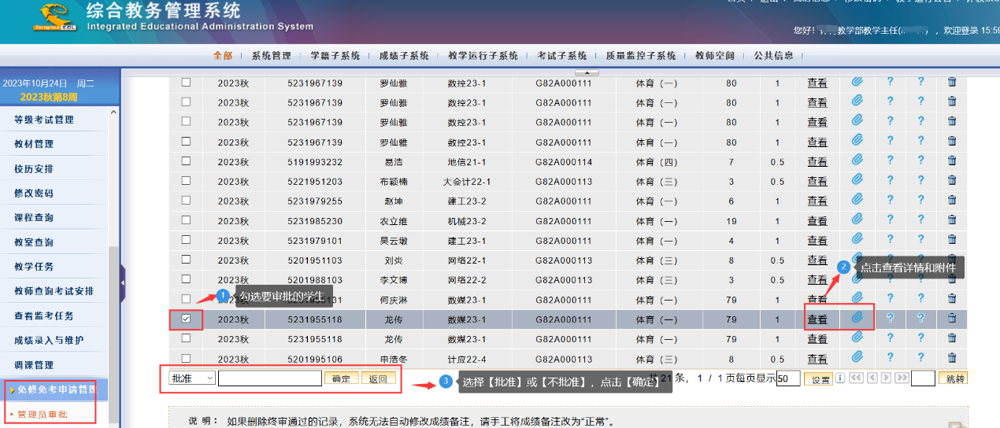 综合教务管理系统
Integrated Educational Administration System
Tsinghua EOL
您好! 教学部教学主任( ) ，欢迎登录 15:59
全部 系统管理 学籍子系统 成绩子系统 教学运行子系统 考试子系统 质量监控子系统 教师空间 公共信息
2023年10月24日 周二
2023秋第8周
等级考试管理
教材管理
校历安排
修改密码
课程查询
教室查询
教学任务
教师查询考试安排
查看监考任务
成绩录入与维护
调课管理
免修免考申请管理
管理员审批
2023秋 5231967139 罗仙雅 数控23-1 G82A000111 体育（一） 80 1 查看 ? ?
2023秋 5231967139 罗仙雅 数控23-1 G82A000111 体育（一） 80 1 查看 ? ?
2023秋 5231967139 罗仙雅 数控23-1 G82A000111 体育（一） 80 1 查看 ? ?
2023秋 5231967139 罗仙雅 数控23-1 G82A000111 体育（一） 80 1 查看 ? ?
2023秋 5191993232 易浩 地信21-1 G82A000114 体育（四） 7 0.5 查看 ? ?
2023秋 5221951203 布颖楠 大会计22-1 G82A000113 体育（三） 3 0.5 查看 ? ?
2023秋 5231979255 赵坤 建工23-2 G82A000111 体育（一） 6 1 查看 ? ?
2023秋 5231985230 农立维 机械23-2 G82A000111 体育（一） 19 1 查看 ? ?
2023秋 5231979101 吴云墩 建工23-1 G82A000111 体育（一） 4 1 查看 ? ?
2023秋 5201951103 刘炎 网络22-1 G82A000113 体育（三） 8 0.5 查看 ? ?
2 点击查看详情和附件
2023秋 5201988103 李文博 网络22-2 G82A000113 体育（三） 3 0.5 查看
1 勾选要审批的学生
5131 何庆淋 数媒23-1 G82A000111 体育（一） 79 1 查看 ? ?
2023秋 5231955118 龙传 数媒23-1 G82A000111 体育（一） 79 1 查看 ? ?
2023秋 5231955118 龙传 数媒23-1 G82A000111 体育（一） 79 1 查看 ? ?
2023秋 5201995106 申浩冬 计应22-4 G82A000113 体育（三） 8 0.5 查看 ? ?
批准 确定 返回
3 选择【批准】或【不批准】，点击【确定】
共 21 条， 1 / 1 页每页显示 50 设置 跳转
说 明： 如果删除终审通过的记录，系统无法自动修改成绩备注，请手工将成绩备注改为“正常”。